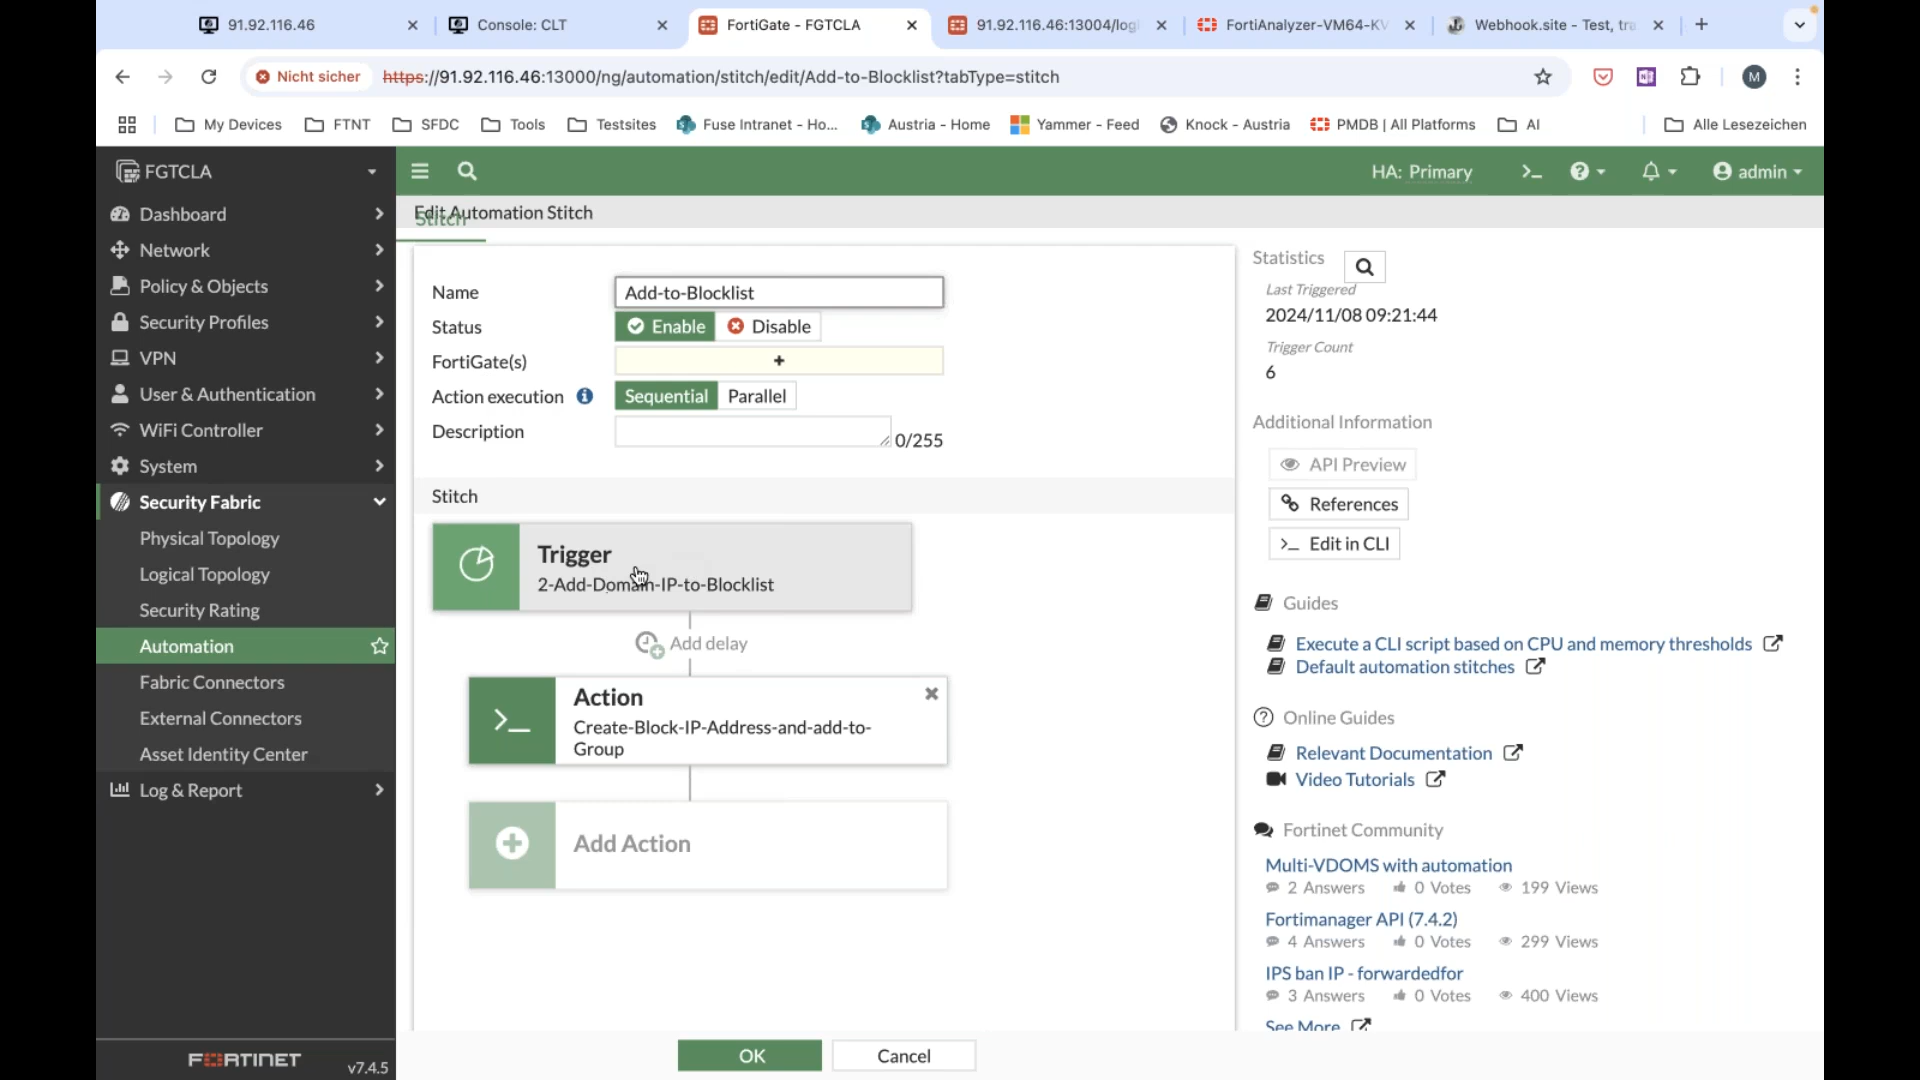 91.92.116.46
Console: CLT
FortiGate - FGTCLA
91.92.116.46:13004/logi
FortiAnalyzer-VM64-KV
Webhook.site - Test, tra
Nicht sicher
https://91.92.116.46:13000/ng/automation/stitch/edit/Add-to-Blocklist?tabType=stitch
M
My Devices
FTNT
SFDC
Tools
Testsites
Fuse Intranet - Ho...
Austria - Home
Yammer - Feed
Knock - Austria
PMDB | All Platforms
AI
Alle Lesezeichen
FGTCLA
HA: Primary
admin
Dashboard
Network
Policy & Objects
Security Profiles
VPN
User & Authentication
WiFi Controller
System
Security Fabric
Physical Topology
Logical Topology
Security Rating
Automation
Fabric Connectors
External Connectors
Asset Identity Center
Log & Report
FORTINET
v7.4.5
Edit Automation Stitch
Stitch
Name
Add-to-Blocklist
Status
Enable
Disable
FortiGate(s)
+
Action execution
Sequential
Parallel
Description
0/255
Stitch
Trigger
2-Add-Domain-IP-to-Blocklist
Add delay
Action
Create-Block-IP-Address-and-add-to-
Group
Add Action
OK
Cancel
Statistics
Last Triggered
2024/11/08 09:21:44
Trigger Count
6
Additional Information
API Preview
References
>_ Edit in CLI
Guides
Execute a CLI script based on CPU and memory thresholds
Default automation stitches
Online Guides
Relevant Documentation
Video Tutorials
Fortinet Community
Multi-VDOMS with automation
2 Answers 0 Votes 199 Views
Fortimanager API (7.4.2)
4 Answers 0 Votes 299 Views
IPS ban IP - forwardedfor
3 Answers 0 Votes 400 Views
See More